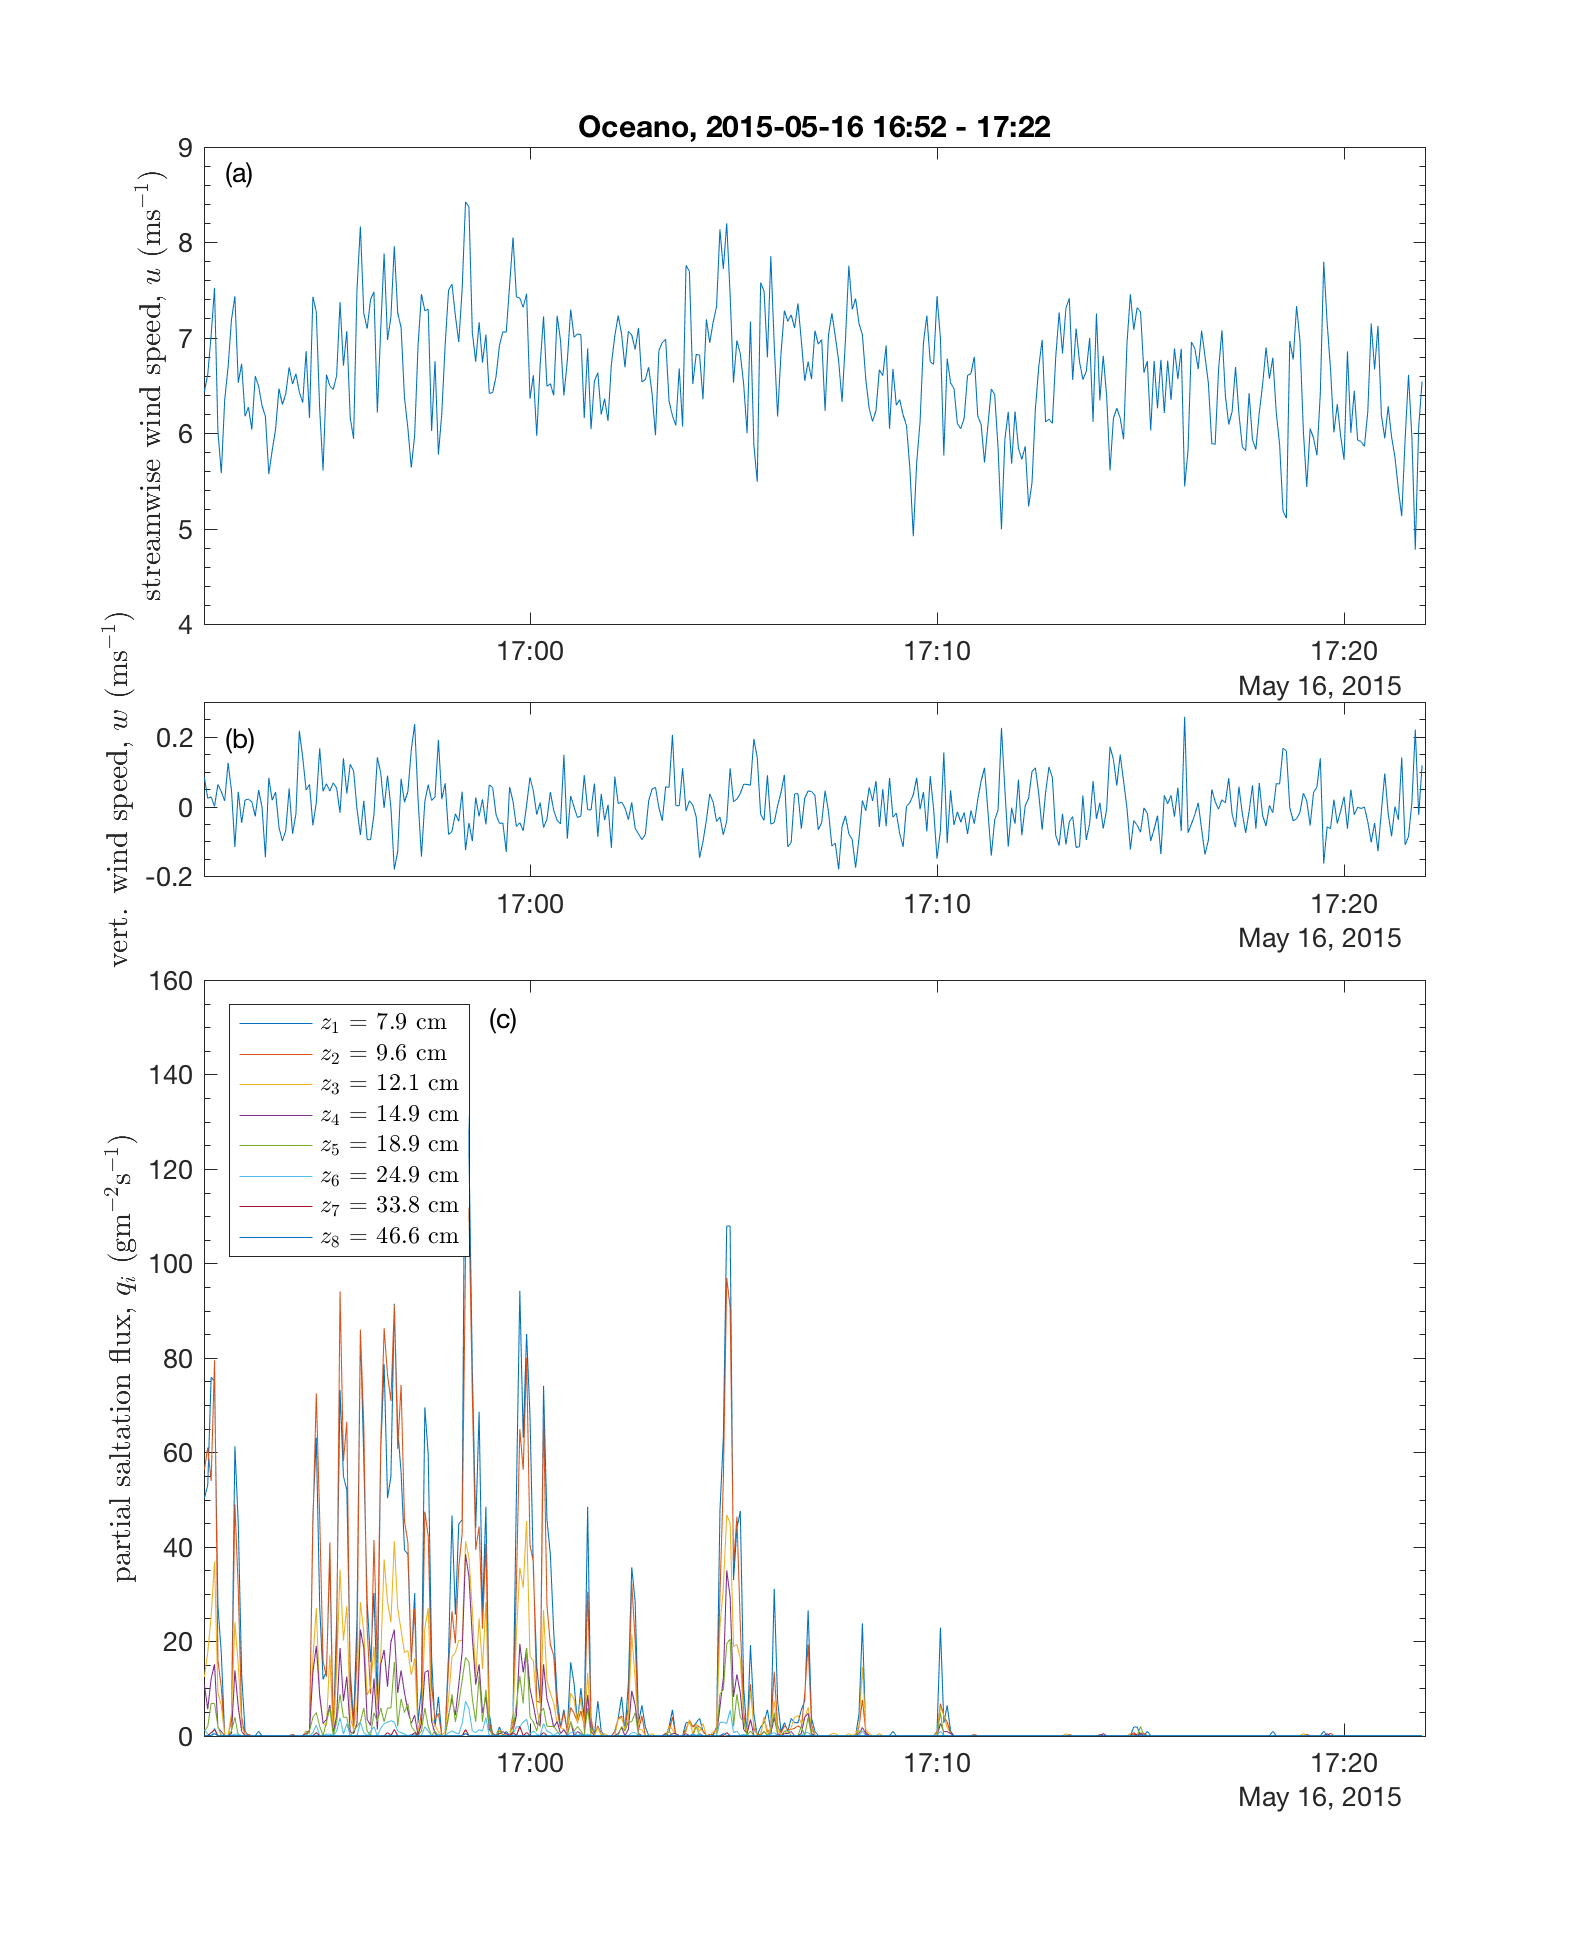 Oceano, 2015-05-16 16:52 - 17:22
(a)
streamwise wind speed, u (ms⁻¹)
9
8
7
6
5
4
17:00 17:10 17:20
May 16, 2015
(b)
vert. wind speed, w (ms⁻¹)
0.2
0
-0.2
17:00 17:10 17:20
May 16, 2015
(c)
partial saltation flux, qᵢ (gm⁻²s⁻¹)
160
140
120
100
80
60
40
20
0
z₁ = 7.9 cm
z₂ = 9.6 cm
z₃ = 12.1 cm
z₄ = 14.9 cm
z₅ = 18.9 cm
z₆ = 24.9 cm
z₇ = 33.8 cm
z₈ = 46.6 cm
17:00 17:10 17:20
May 16, 2015